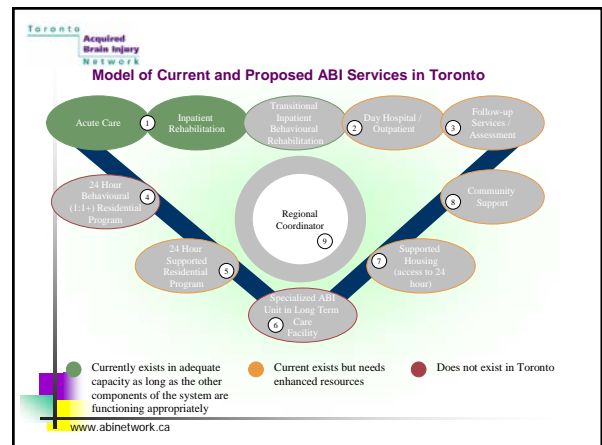 Toronto
Acquired
Brain Injury
Network
Model of Current and Proposed ABI Services in Toronto
Acute Care
1
Inpatient
Rehabilitation
Transitional
Inpatient
Behavioural
Rehabilitation
2
Day Hospital /
Outpatient
3
Follow-up
Services /
Assessment
24 Hour
Behavioural
(1:1+) Residential
Program
4
Regional
Coordinator
9
8
Community
Support
24 Hour
Supported
Residential
Program
5
7
Supported
Housing
(access to 24
hour)
Specialized ABI
Unit in Long Term
Care
Facility
6
Currently exists in adequate
capacity as long as the other
components of the system are
functioning appropriately
Current exists but needs
enhanced resources
Does not exist in Toronto
www.abinetwork.ca